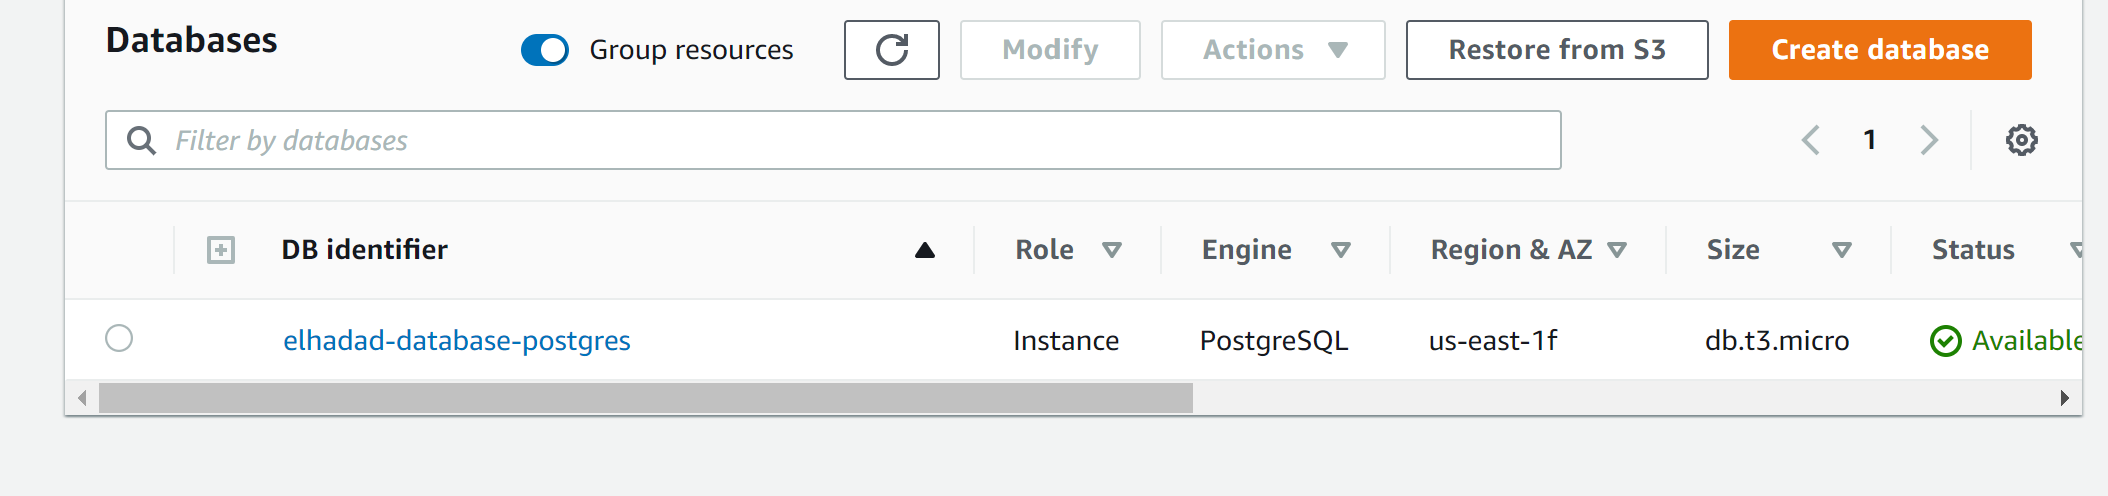 Databases
Group resources
Modify
Actions
Restore from S3
Create database
Filter by databases
1
DB identifier Role Engine Region & AZ Size Status
elhadad-database-postgres Instance PostgreSQL us-east-1f db.t3.micro Available